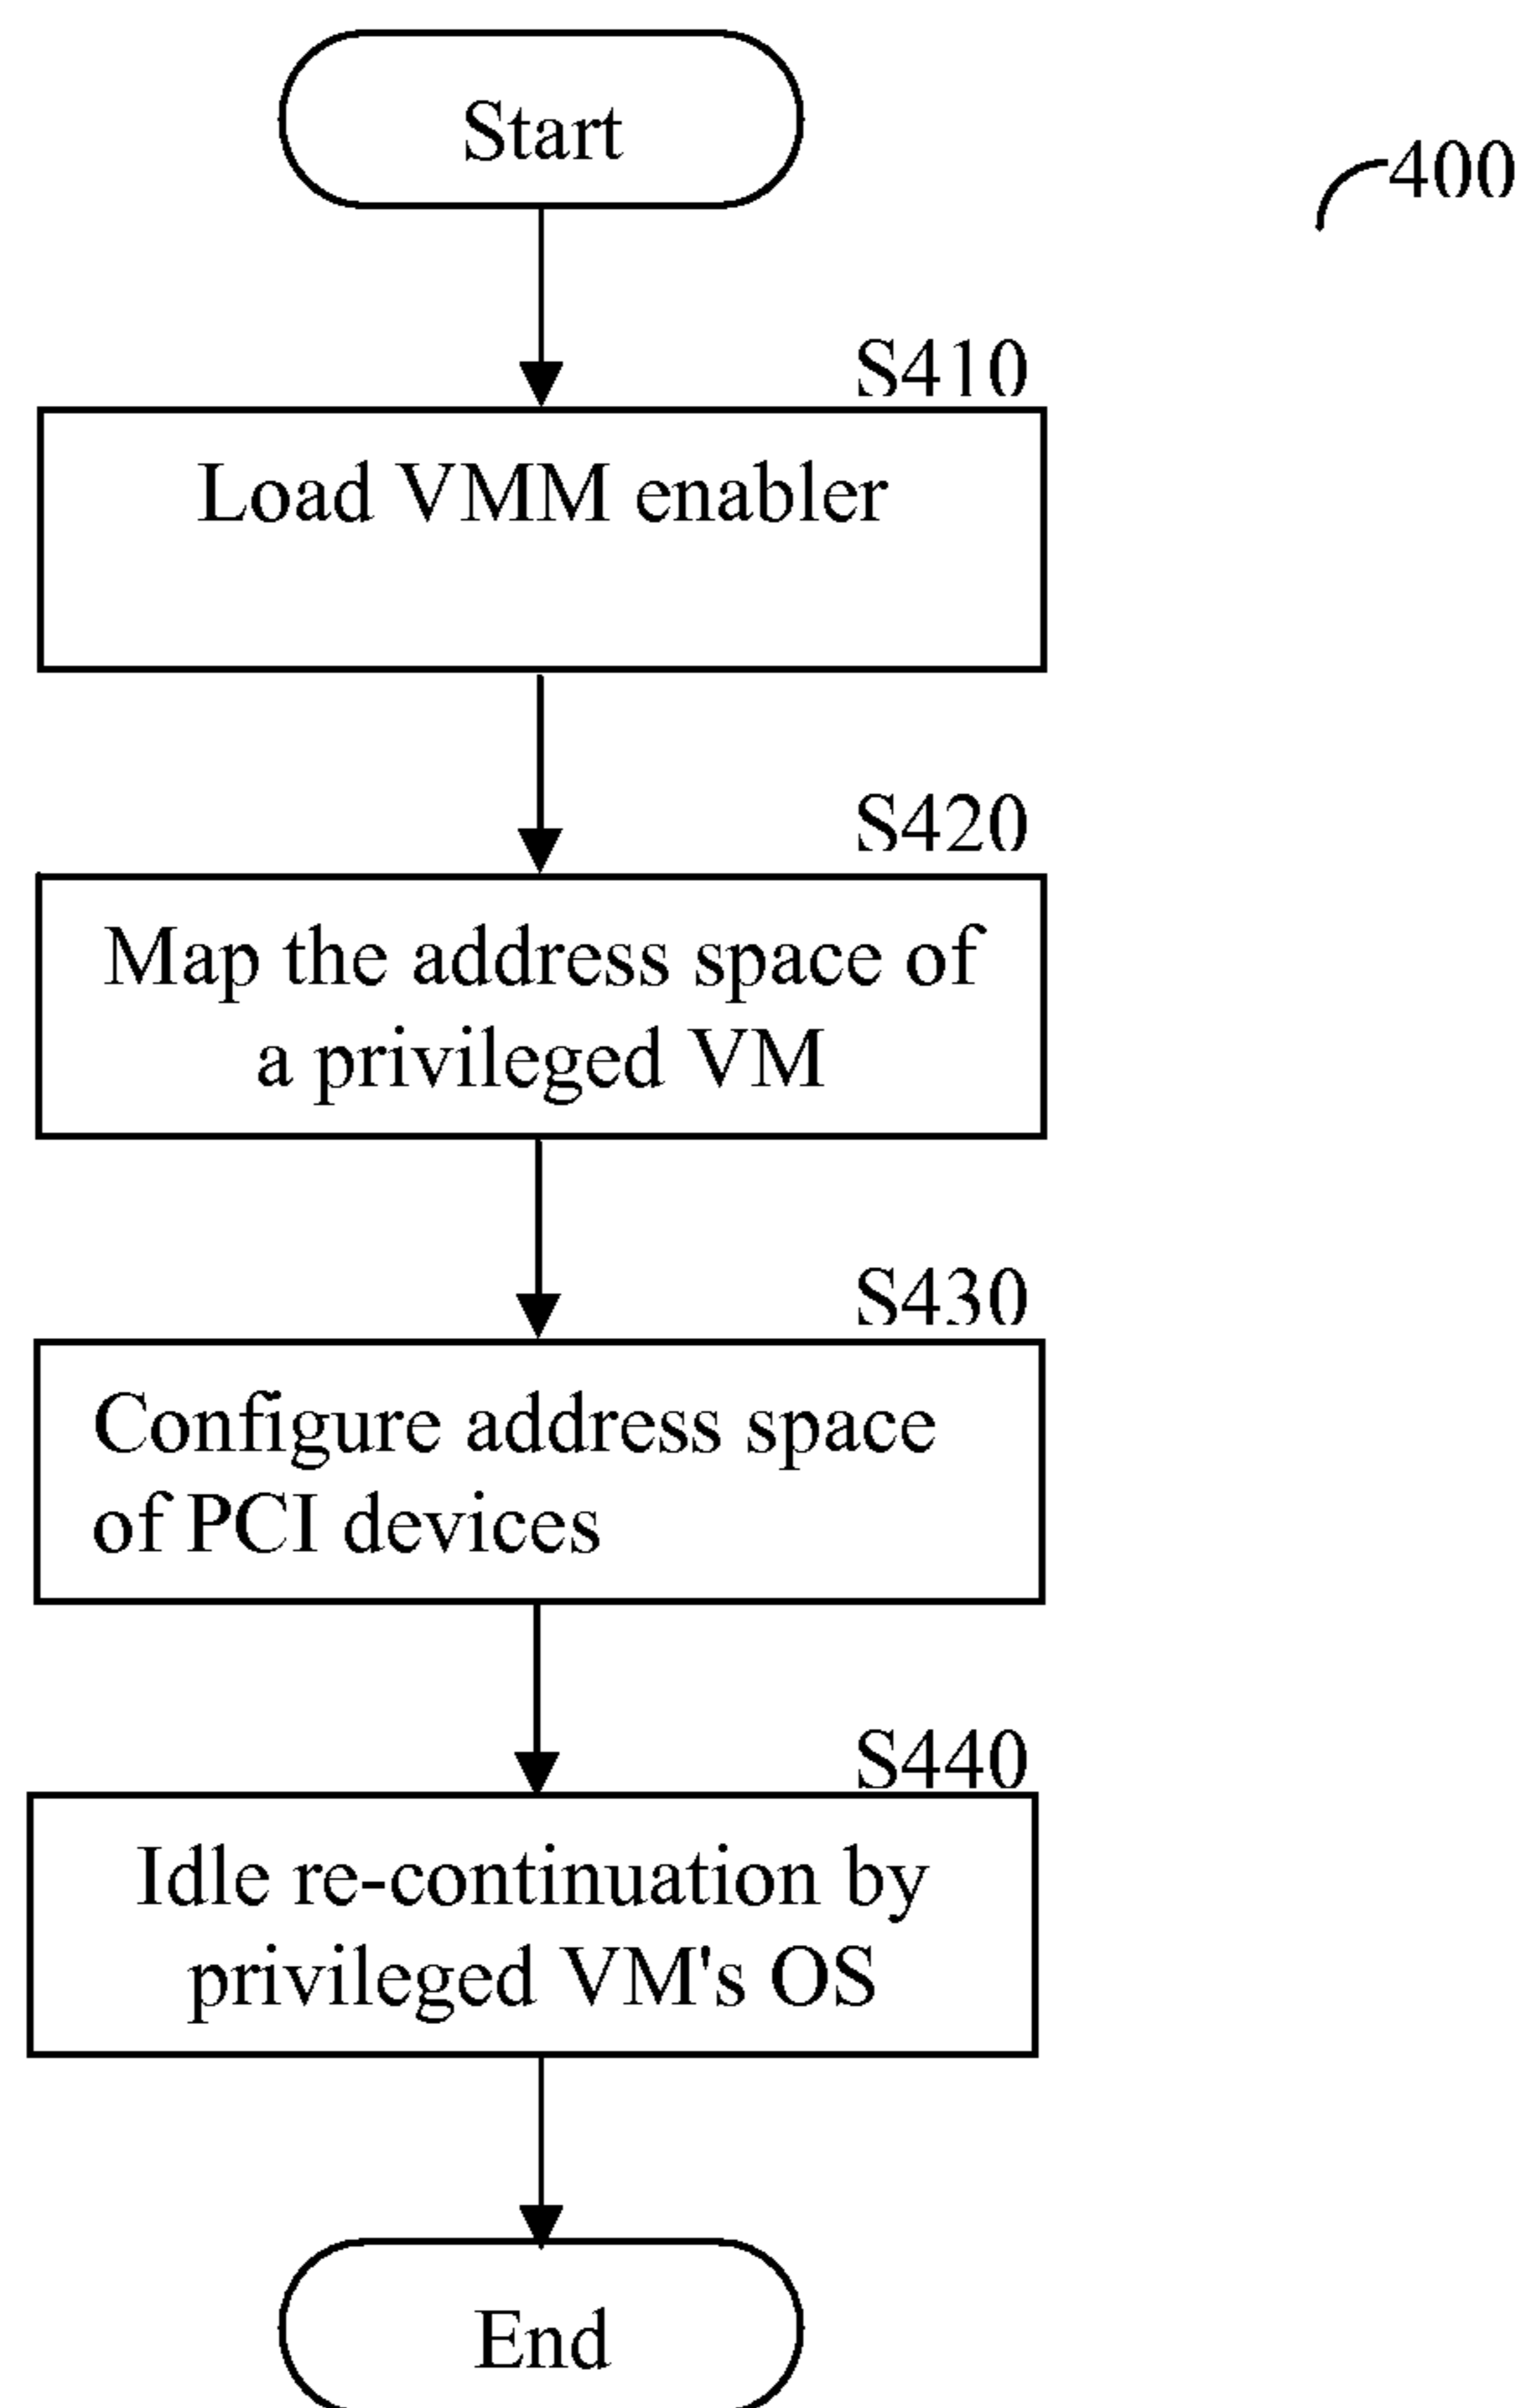 Start
400
S410
Load VMM enabler
S420
Map the address space of
a privileged VM
S430
Configure address space
of PCI devices
S440
Idle re-continuation by
privileged VM's OS
End